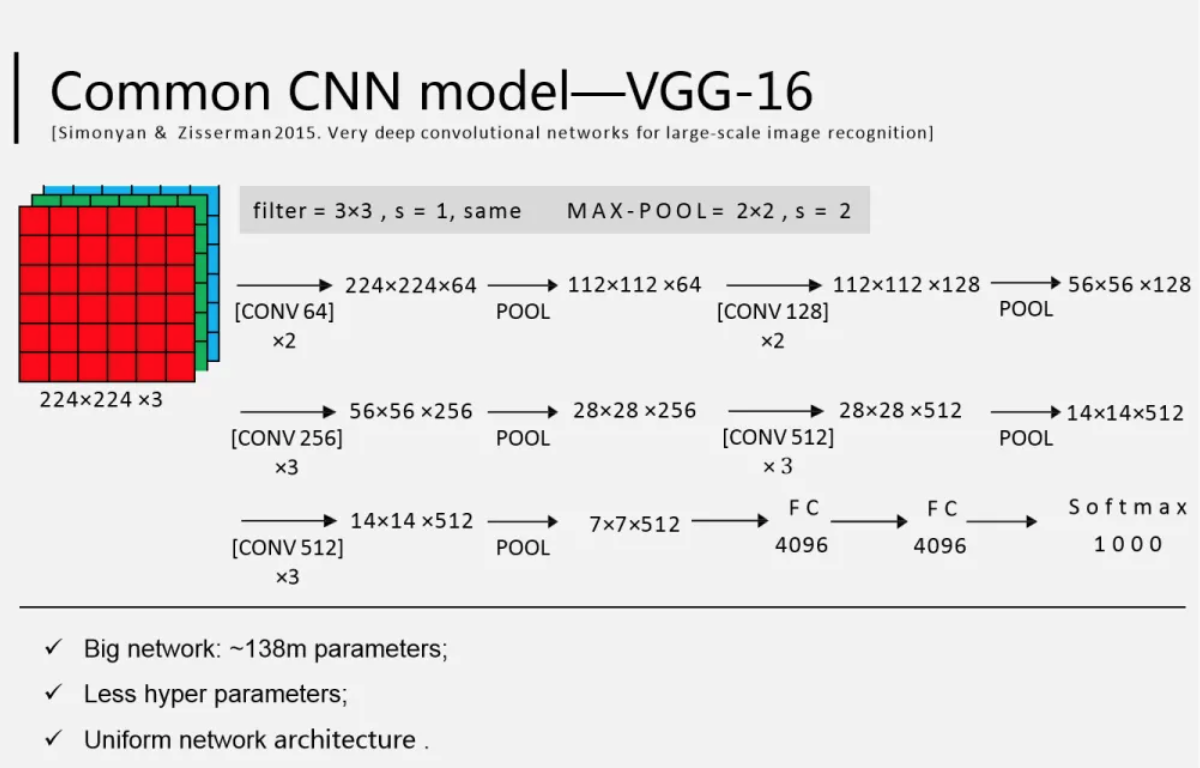 Common CNN model—VGG-16
[Simonyan & Zisserman2015. Very deep convolutional networks for large-scale image recognition]
filter = 3×3 , s = 1, same MAX-POOL= 2×2 , s = 2
224×224×64 112×112 ×64 112×112 ×128 56×56 ×128
[CONV 64] POOL [CONV 128] POOL
×2 ×2
224×224 ×3
56×56 ×256 28×28 ×256 28×28 ×512 14×14×512
[CONV 256] POOL [CONV 512] POOL
×3 ×3
14×14 ×512 7×7×512 FC FC Softmax
[CONV 512] POOL 4096 4096 1000
×3
✓ Big network: ~138m parameters;
✓ Less hyper parameters;
✓ Uniform network architecture .